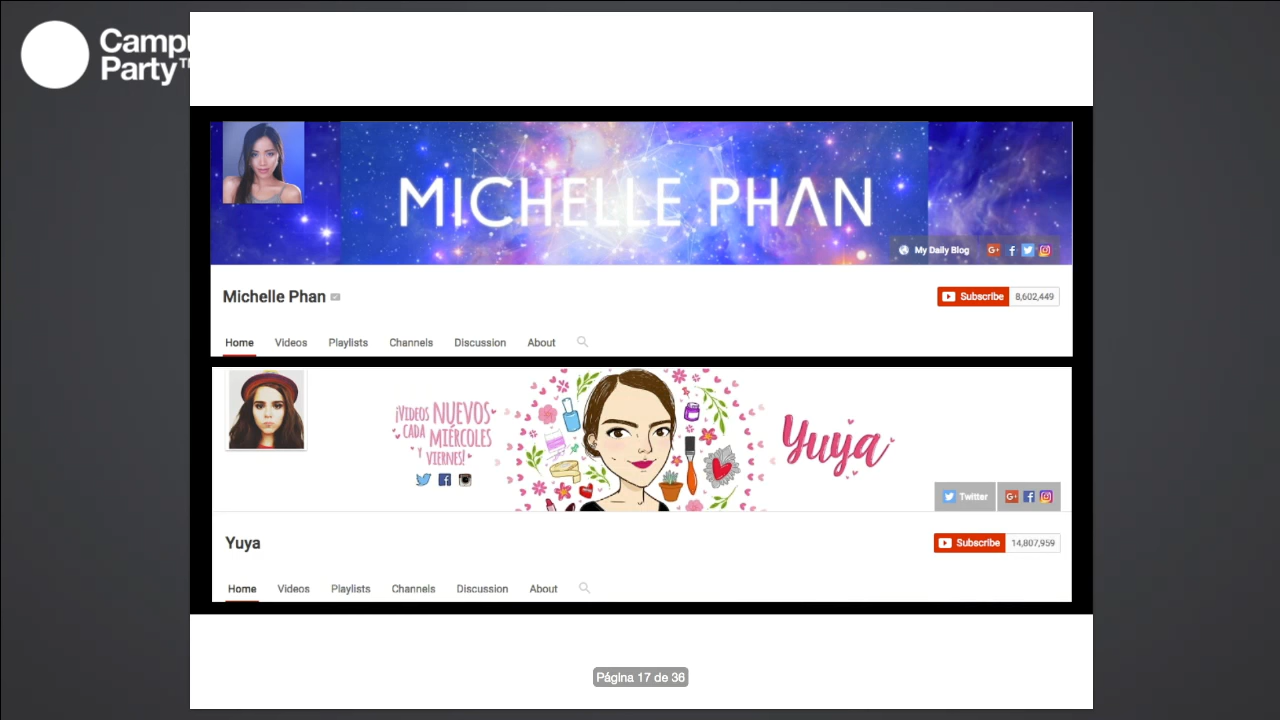 Campu
Party™
MICHELLE PHAN
My Daily Blog
Michelle Phan
Subscribe 8,602,449
Home Videos Playlists Channels Discussion About
¡VIDEOS NUEVOS
CADA MIÉRCOLES
Y VIERNES!
Yuya
Twitter
Yuya
Subscribe 14,807,959
Home Videos Playlists Channels Discussion About
Página 17 de 36